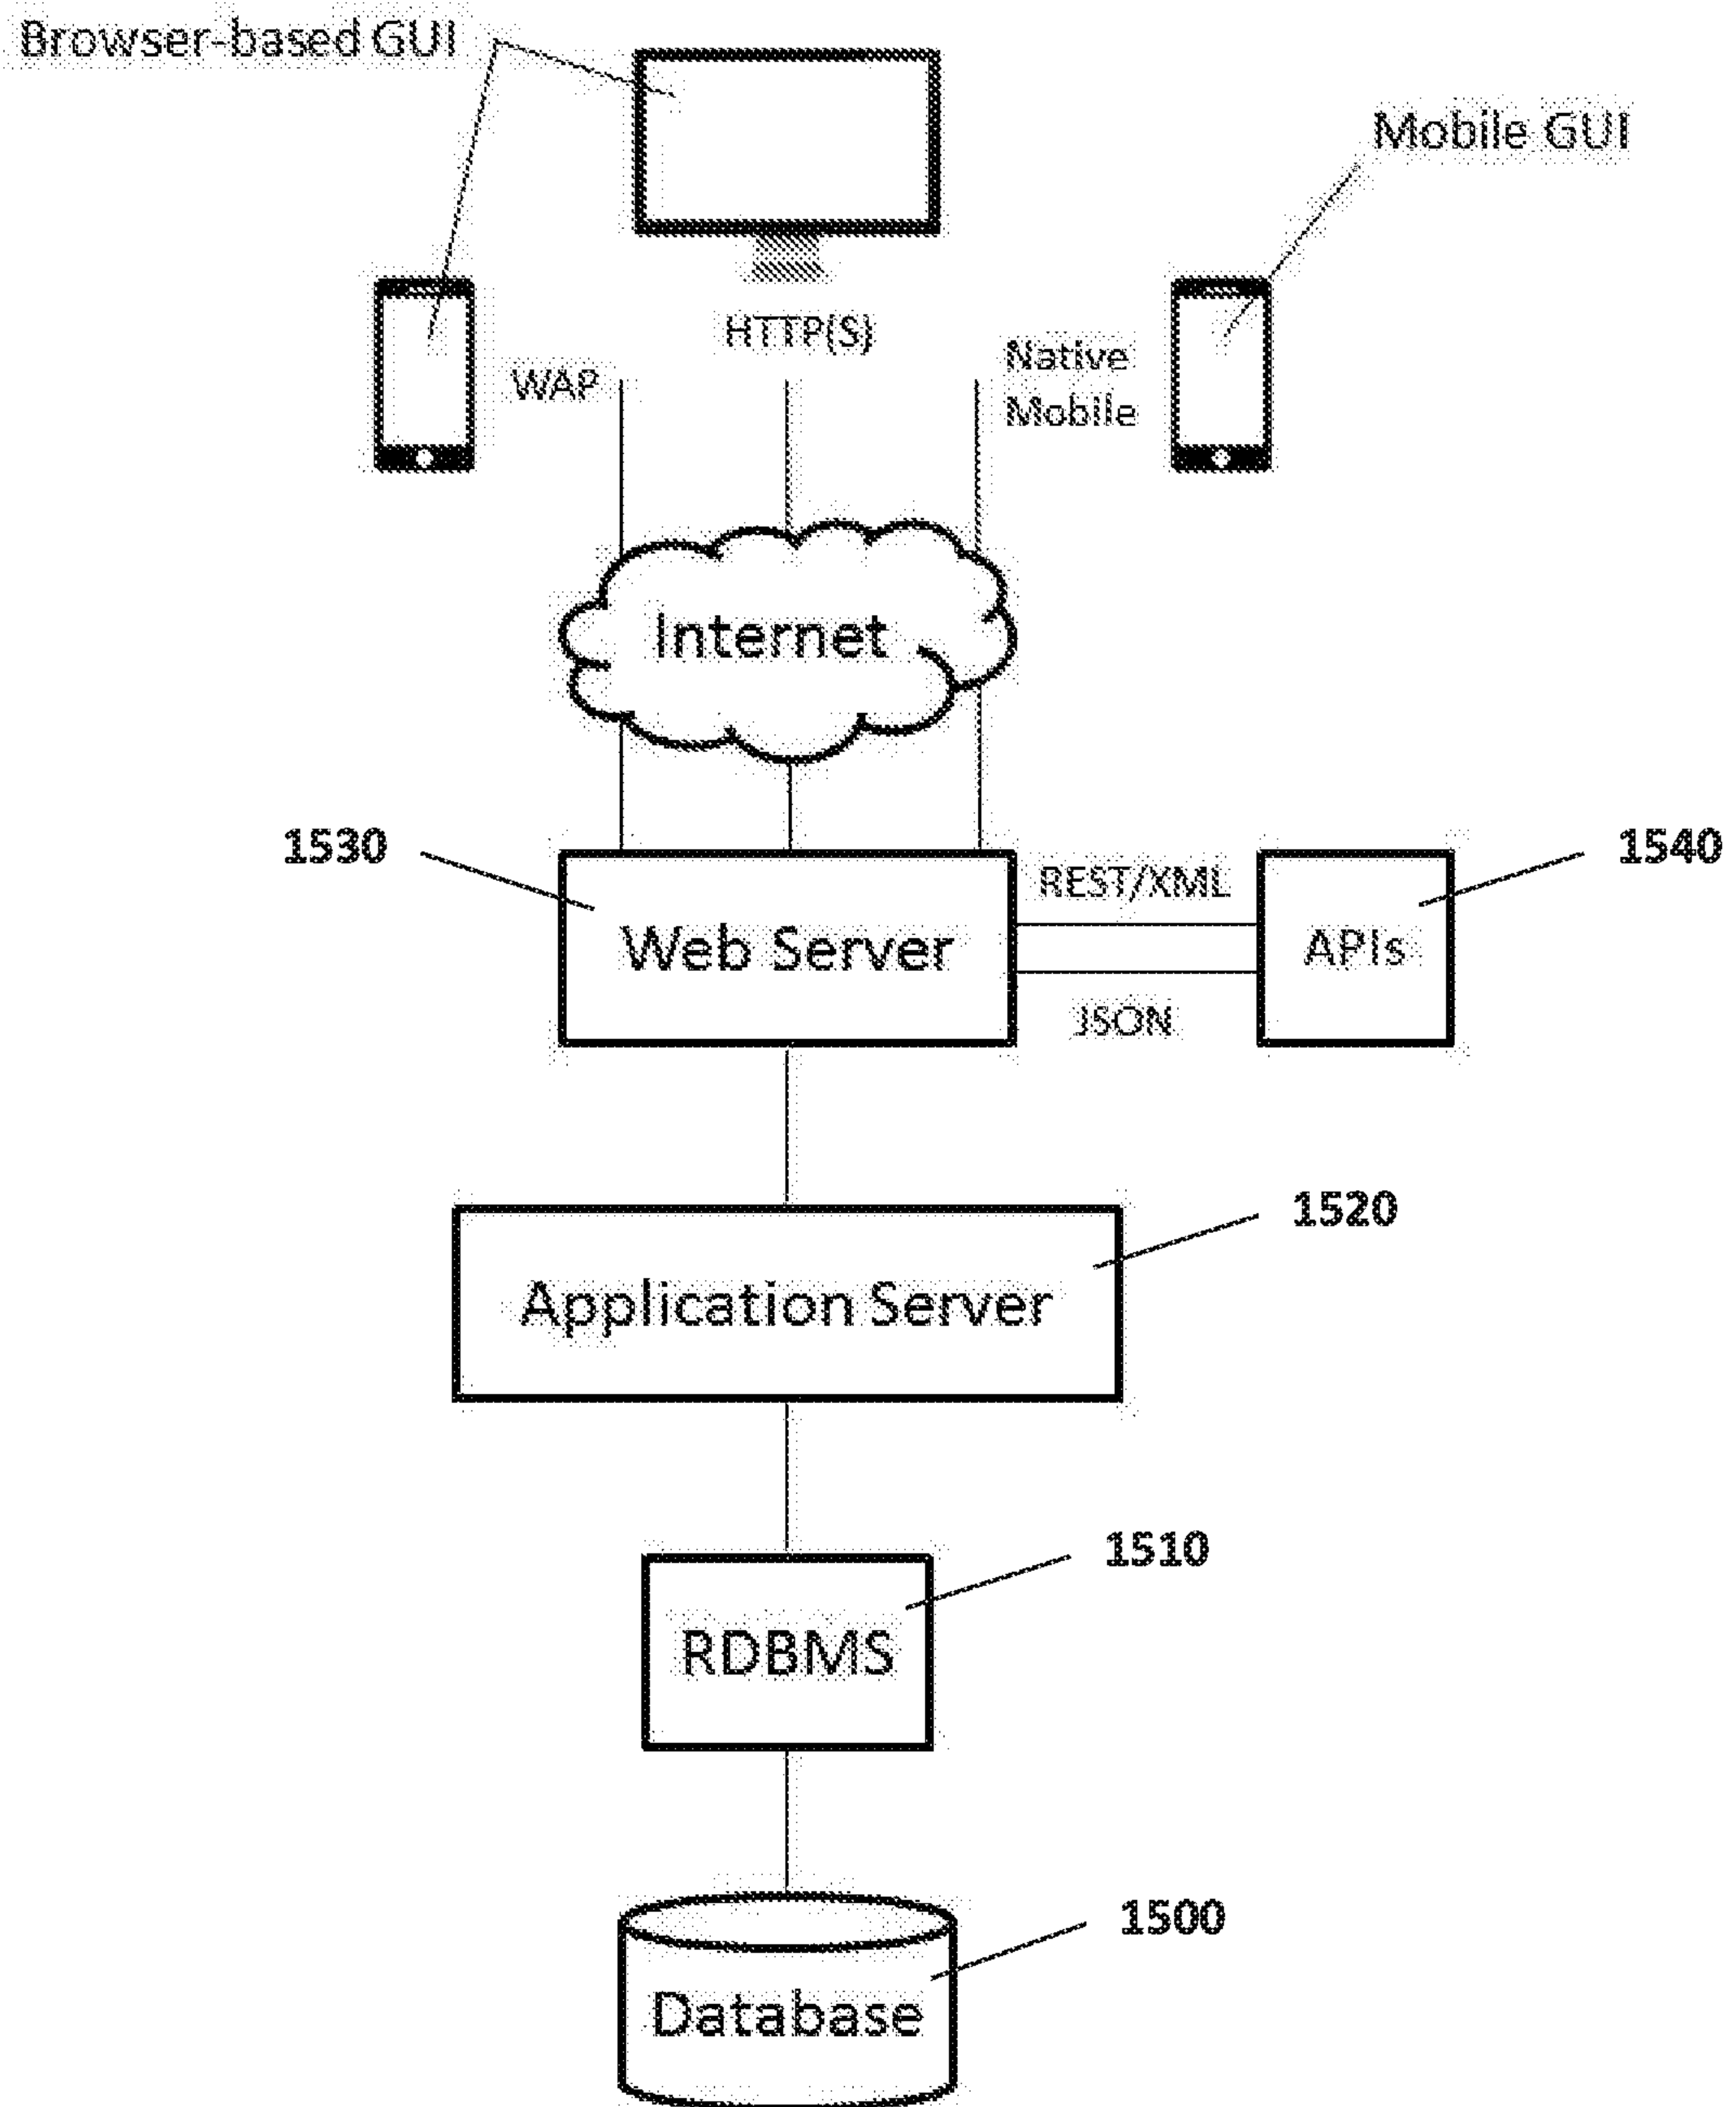 Browser-based GUI
Mobile GUI
HTTP(S)
WAP
Native
Mobile
Internet
1530
1540
REST/XML
Web Server
APIs
JSON
1520
Application Server
1510
RDBMS
1500
Database